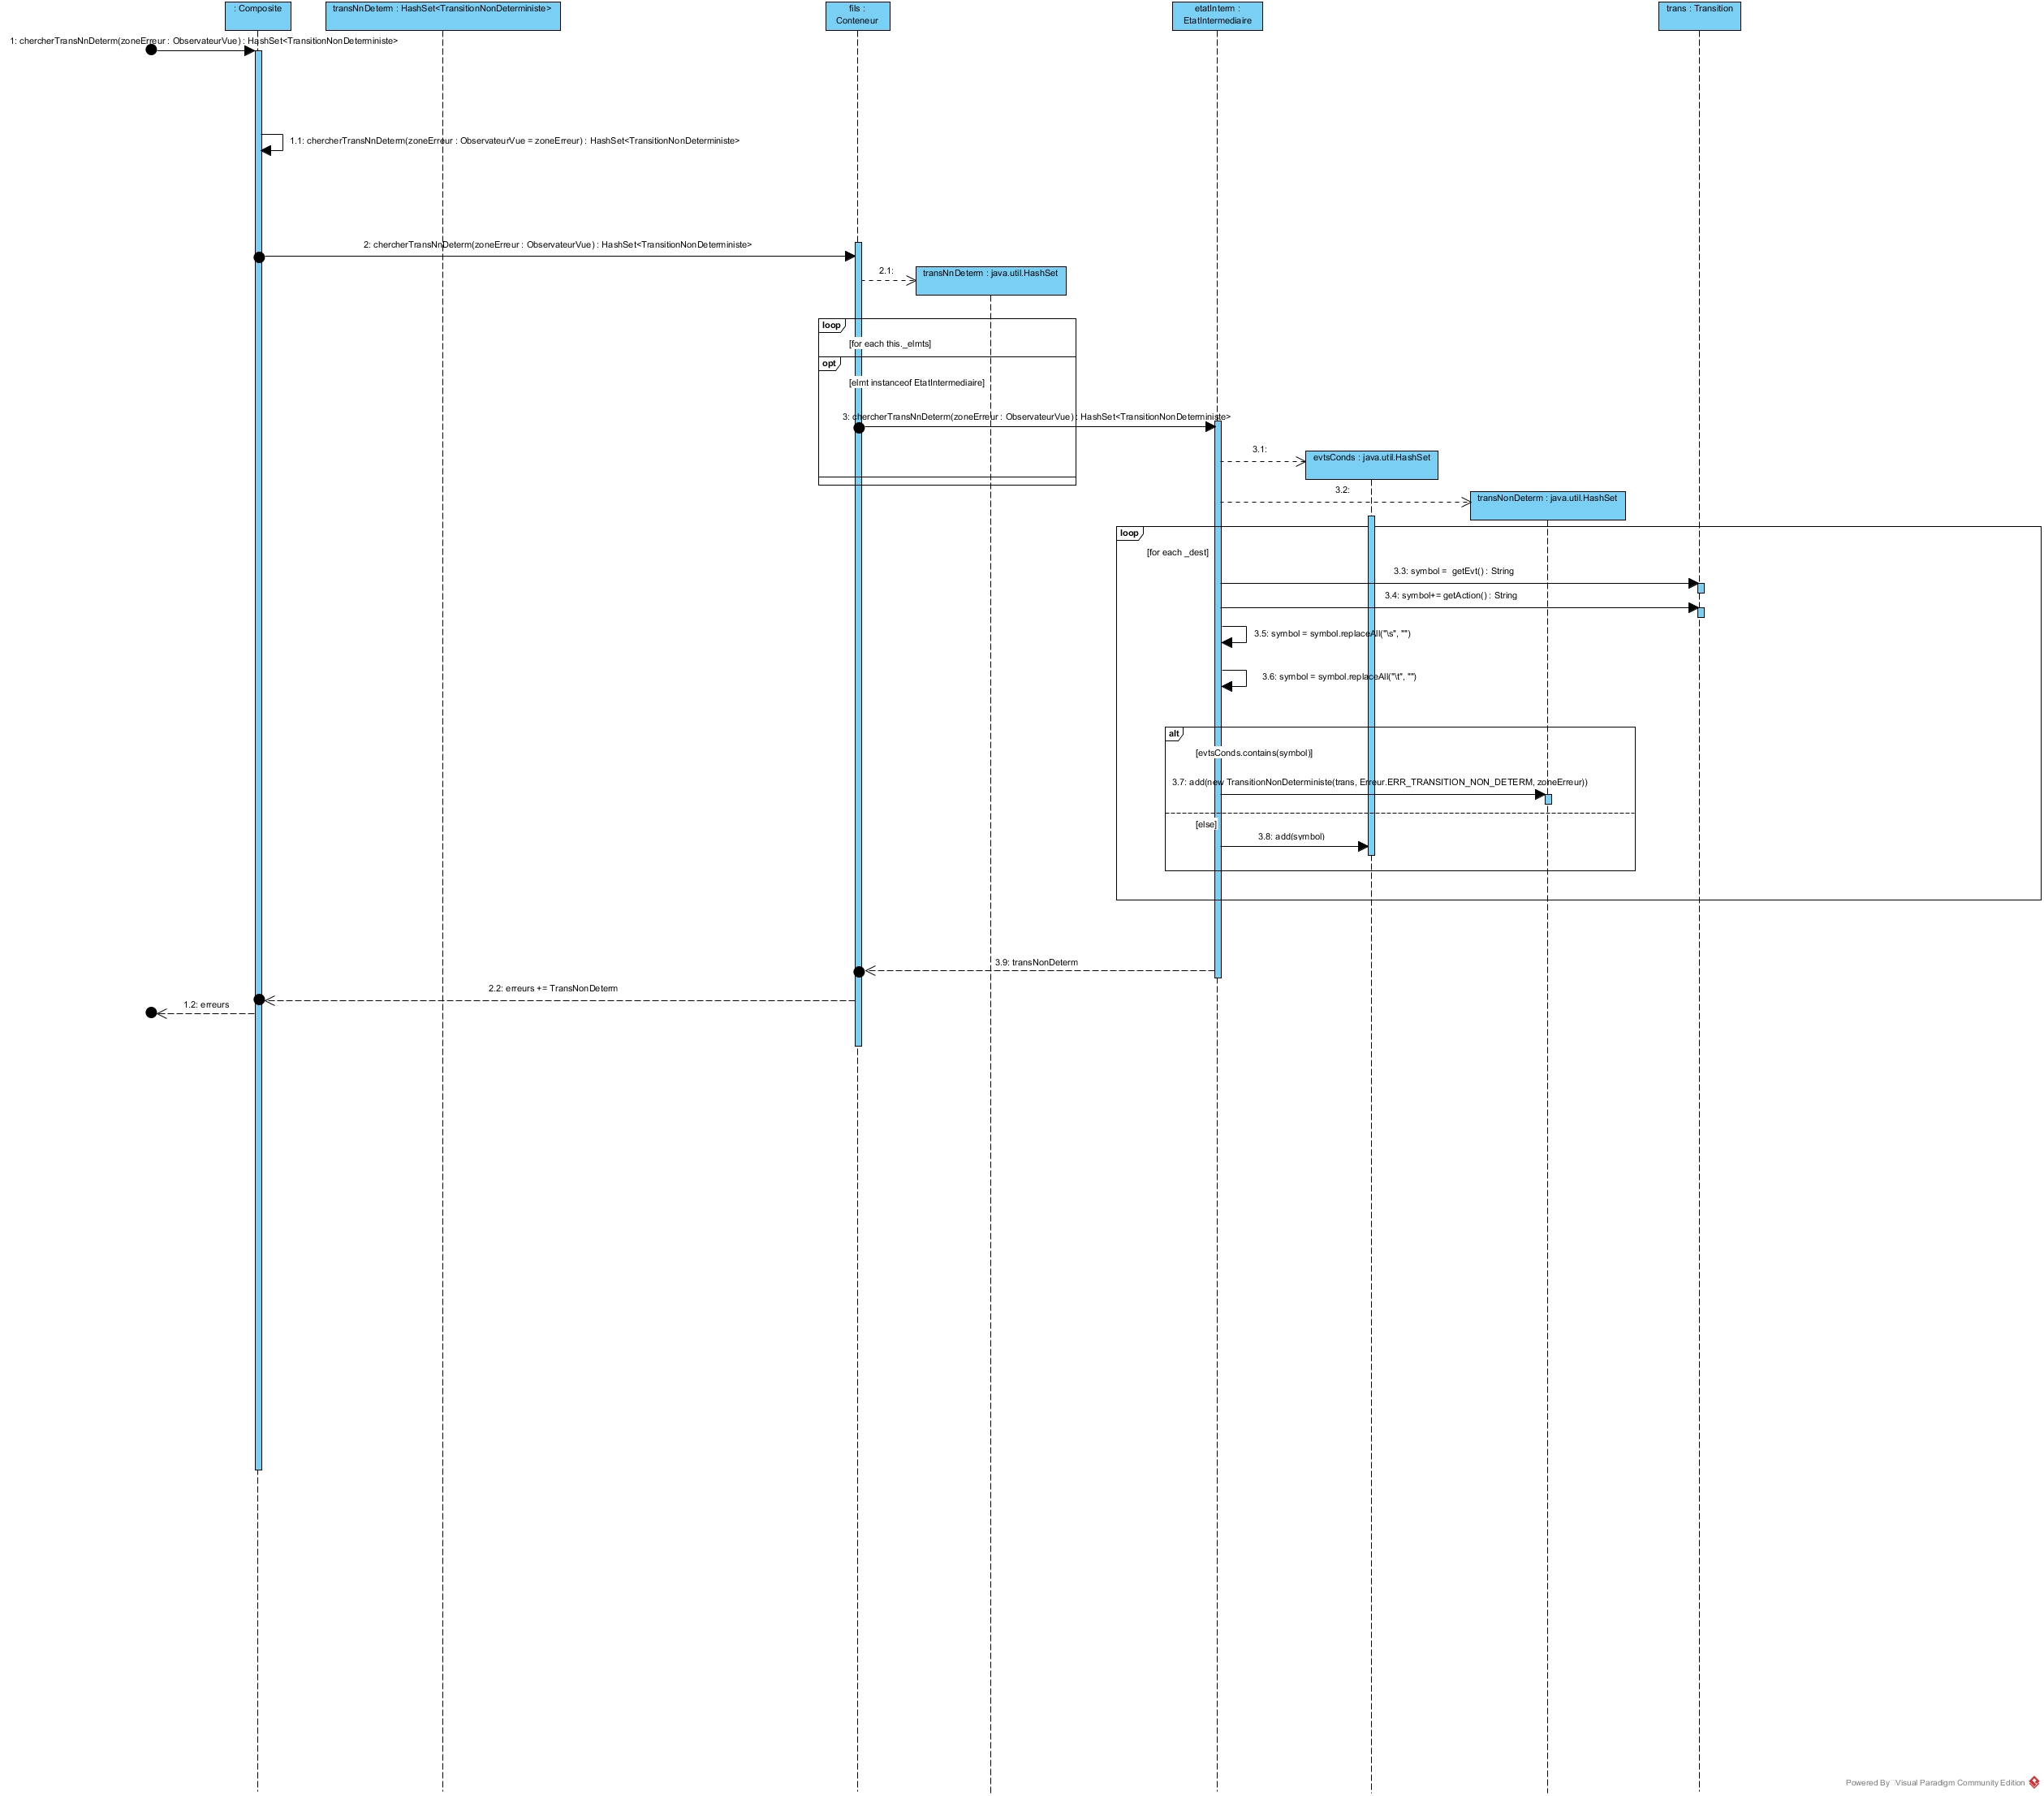 : Composite
transNnDeterm : HashSet<TransitionNonDeterministe>
fils :
Conteneur
etatInterm :
EtatIntermediaire
trans : Transition
1: chercherTransNnDeterm(zoneErreur : ObservateurVue) : HashSet<TransitionNonDeterministe>
1.1: chercherTransNnDeterm(zoneErreur : ObservateurVue = zoneErreur) : HashSet<TransitionNonDeterministe>
2: chercherTransNnDeterm(zoneErreur : ObservateurVue) : HashSet<TransitionNonDeterministe>
2.1:
transNnDeterm : java.util.HashSet
loop
[for each this._elmts]
opt
[elmt instanceof EtatIntermediaire]
3: chercherTransNnDeterm(zoneErreur : ObservateurVue) : HashSet<TransitionNonDeterministe>
3.1:
evtsConds : java.util.HashSet
3.2:
transNonDeterm : java.util.HashSet
loop
[for each _dest]
3.3: symbol =  getEvt() : String
3.4: symbol+= getAction() : String
3.5: symbol = symbol.replaceAll("\s", "")
3.6: symbol = symbol.replaceAll("\t", "")
alt
[evtsConds.contains(symbol)]
3.7: add(new TransitionNonDeterministe(trans, Erreur.ERR_TRANSITION_NON_DETERM, zoneErreur))
[else]
3.8: add(symbol)
3.9: transNonDeterm
2.2: erreurs += TransNonDeterm
1.2: erreurs
Powered By Visual Paradigm Community Edition